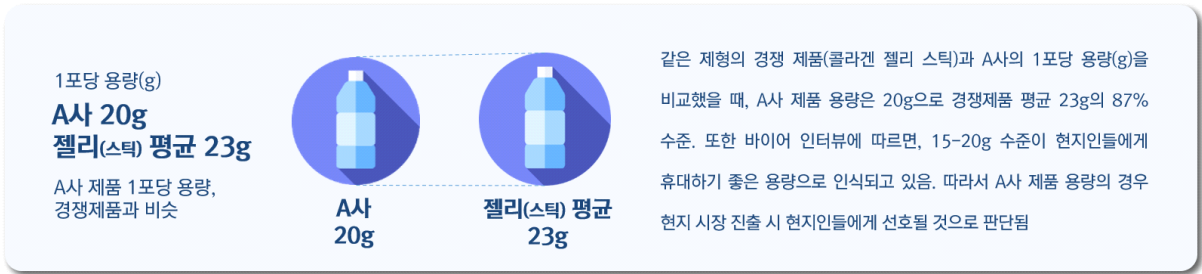 1포당 용량(g)
A사 20g
젤리(스틱) 평균 23g
A사 제품 1포당 용량,
경쟁제품과 비슷
A사
20g
젤리(스틱) 평균
23g
같은 제형의 경쟁 제품(콜라겐 젤리 스틱)과 A사의 1포당 용량(g)을
비교했을 때, A사 제품 용량은 20g으로 경쟁제품 평균 23g의 87%
수준. 또한 바이어 인터뷰에 따르면, 15-20g 수준이 현지인들에게
휴대하기 좋은 용량으로 인식되고 있음. 따라서 A사 제품 용량의 경우
현지 시장 진출 시 현지인들에게 선호될 것으로 판단됨